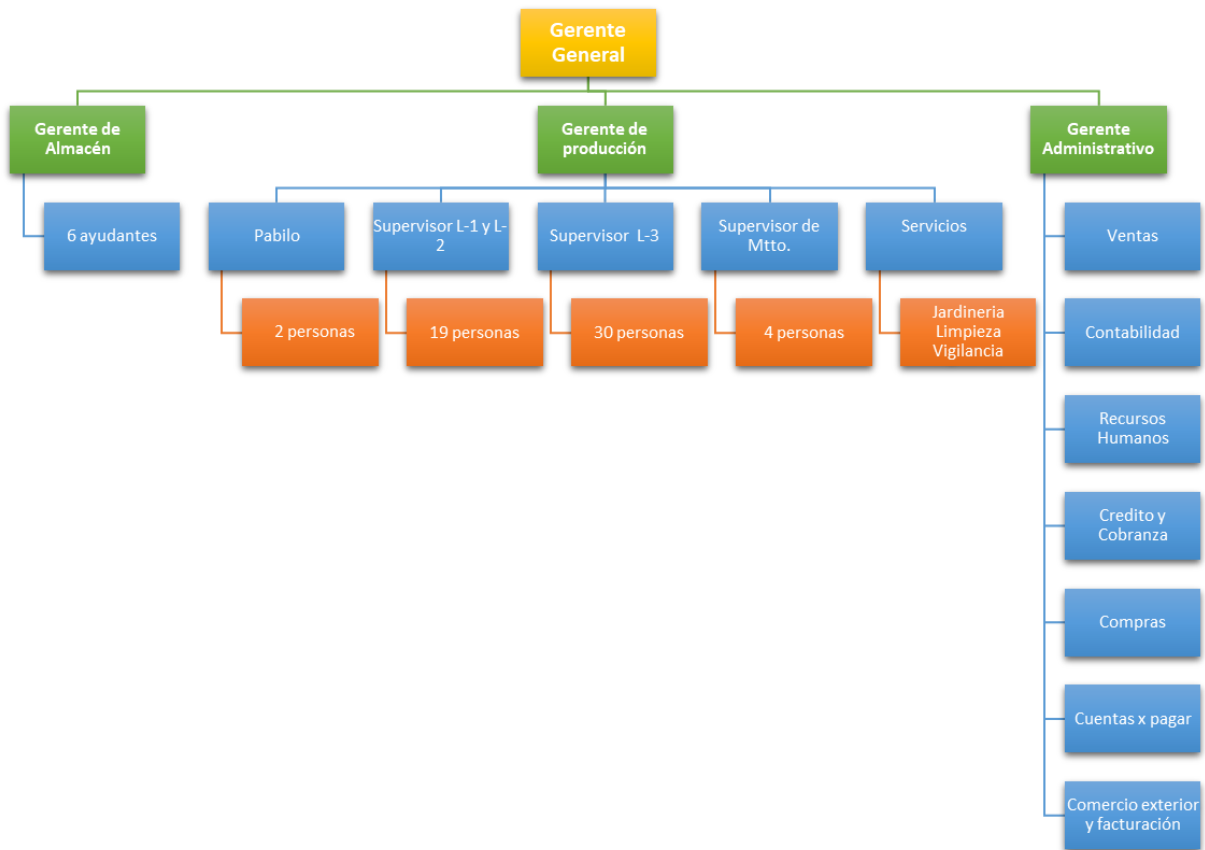 Gerente
General
Gerente de
Almacén
Gerente de
producción
Gerente
Administrativo
6 ayudantes
Pabilo
Supervisor L-1 y L-
2
Supervisor L-3
Supervisor de
Mtto.
Servicios
Ventas
2 personas
19 personas
30 personas
4 personas
Jardineria
Limpieza
Vigilancia
Contabilidad
Recursos
Humanos
Credito y
Cobranza
Compras
Cuentas x pagar
Comercio exterior
y facturación